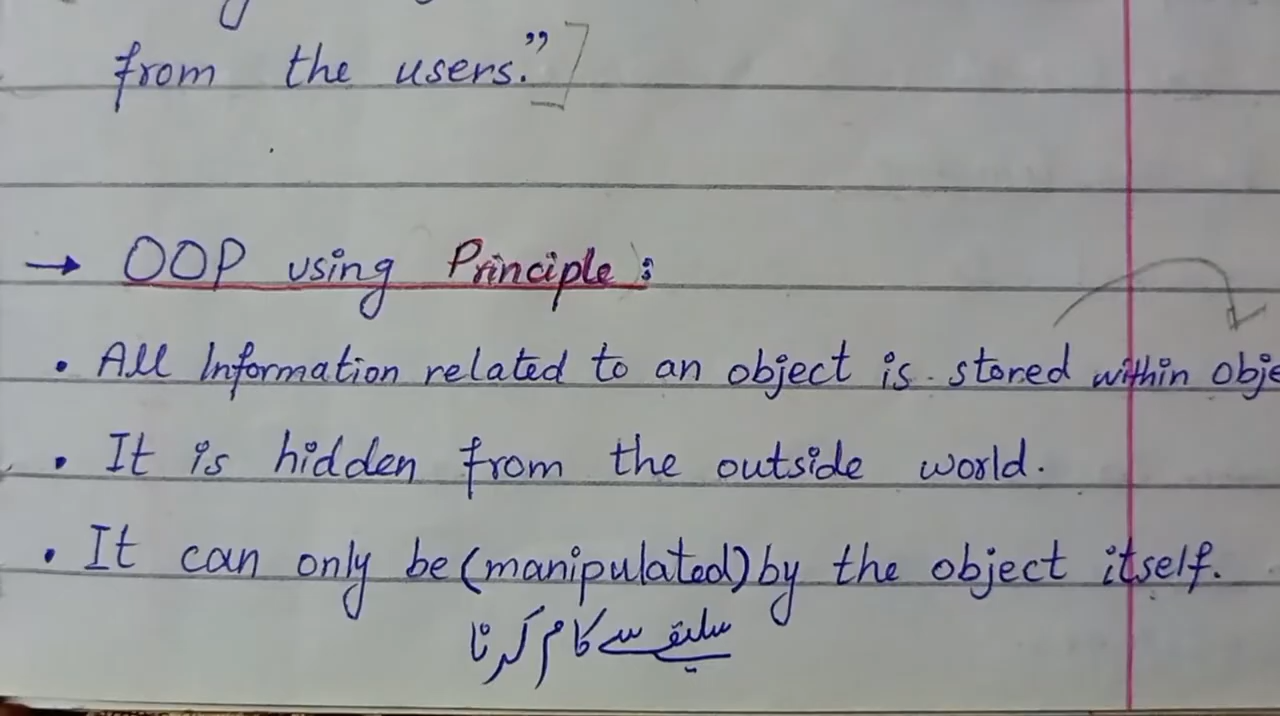 from the users.”]
→ OOP using Principle:
• All Information related to an object is stored within obje
• It is hidden from the outside world.
• It can only be (manipulated) by the object itself.
سلیقے سے کام کرنا